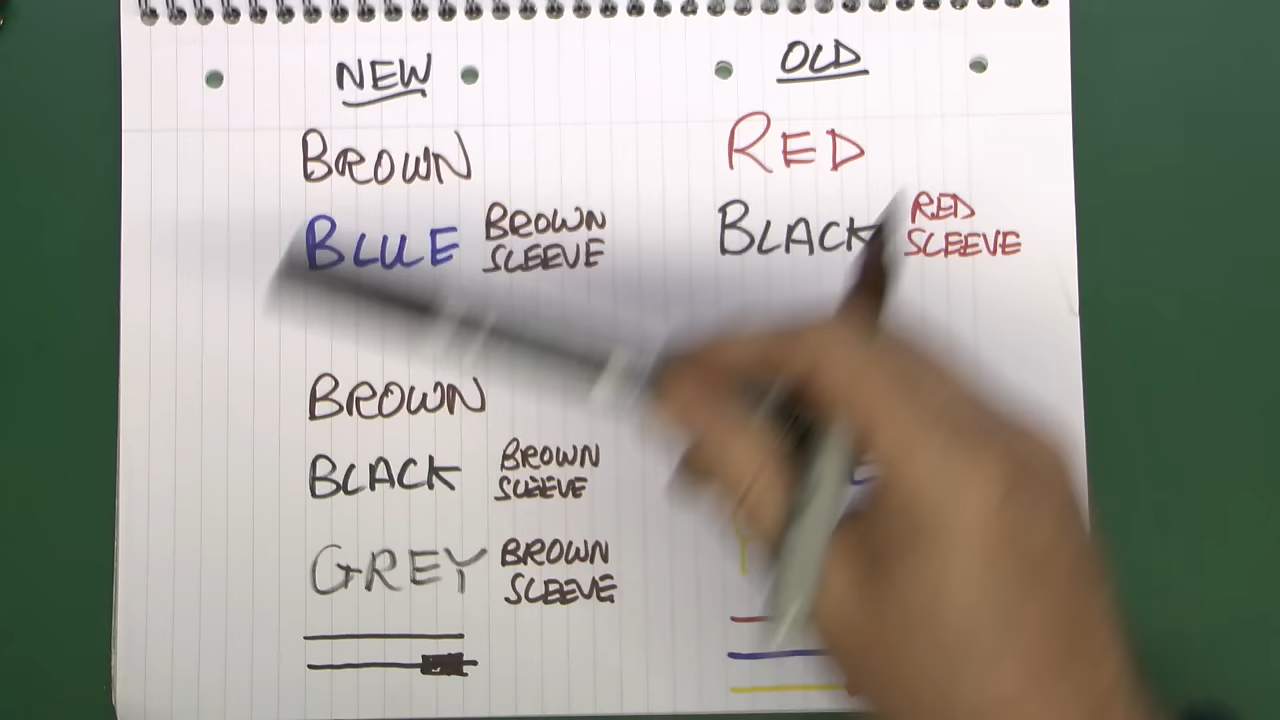 NEW
OLD
BROWN
RED
BLUE
BROWN
SLEEVE
BLACK
RED
SLEEVE
BROWN
BLACK
BROWN
SLEEVE
GREY
BROWN
SLEEVE